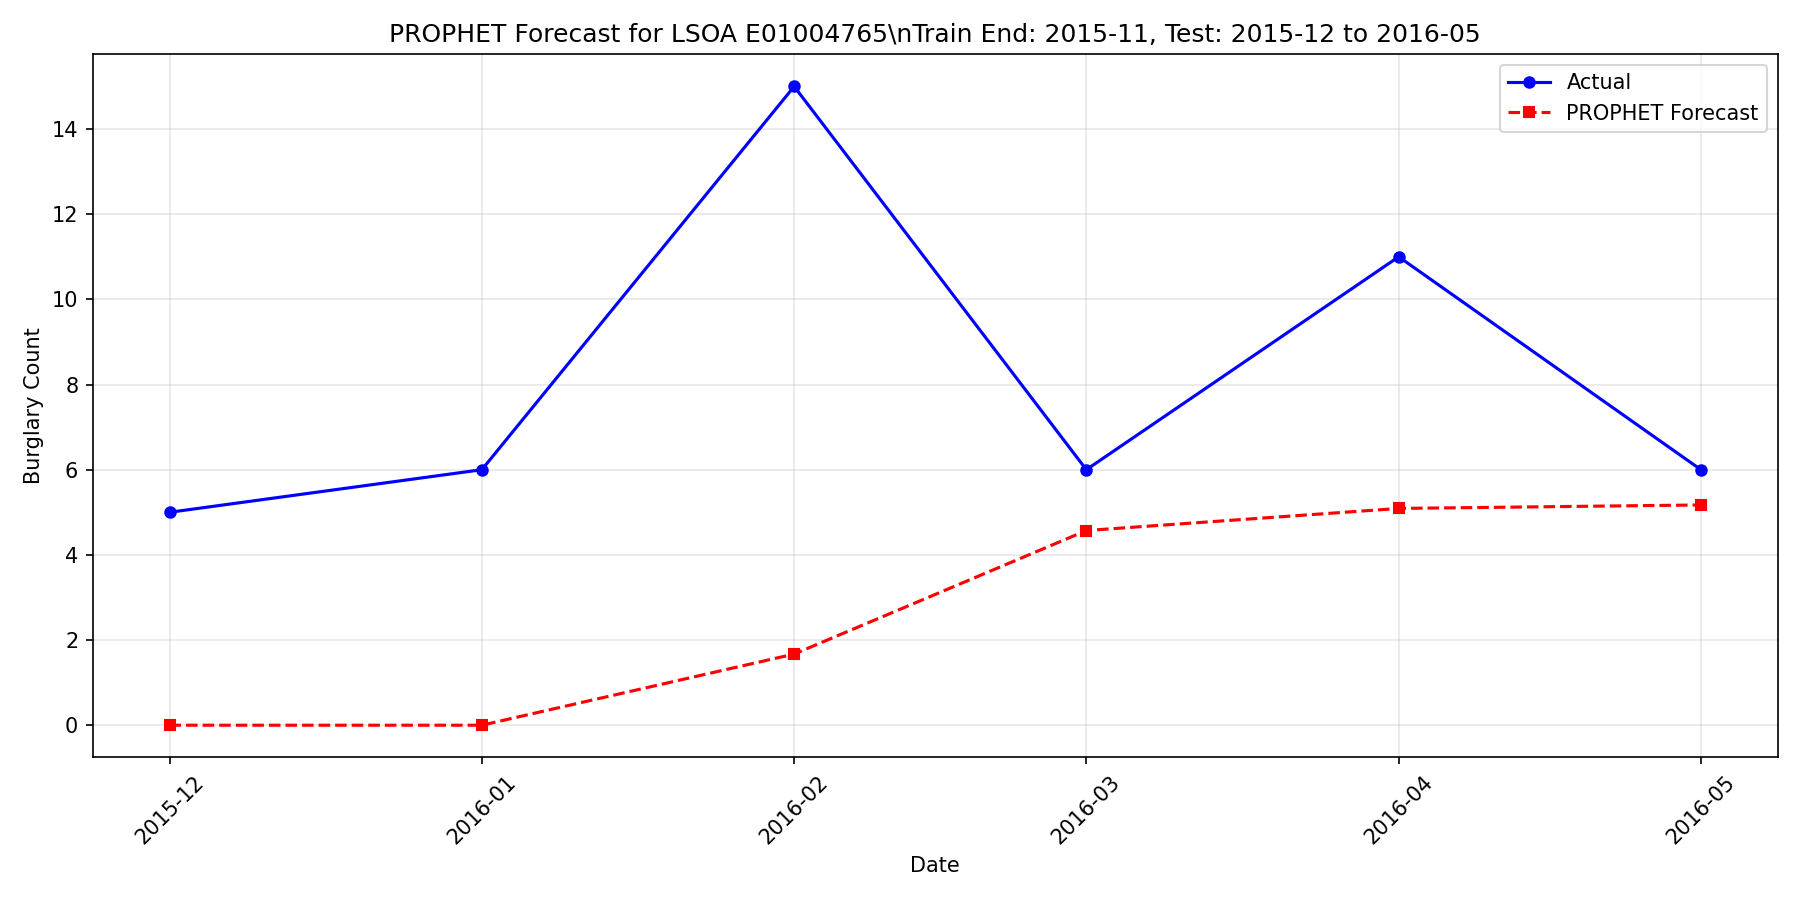 PROPHET Forecast for LSOA E01004765\nTrain End: 2015-11, Test: 2015-12 to 2016-05
Actual
PROPHET Forecast
Burglary Count
14
12
10
8
6
4
2
0
2015-12
2016-01
2016-02
2016-03
2016-04
2016-05
Date